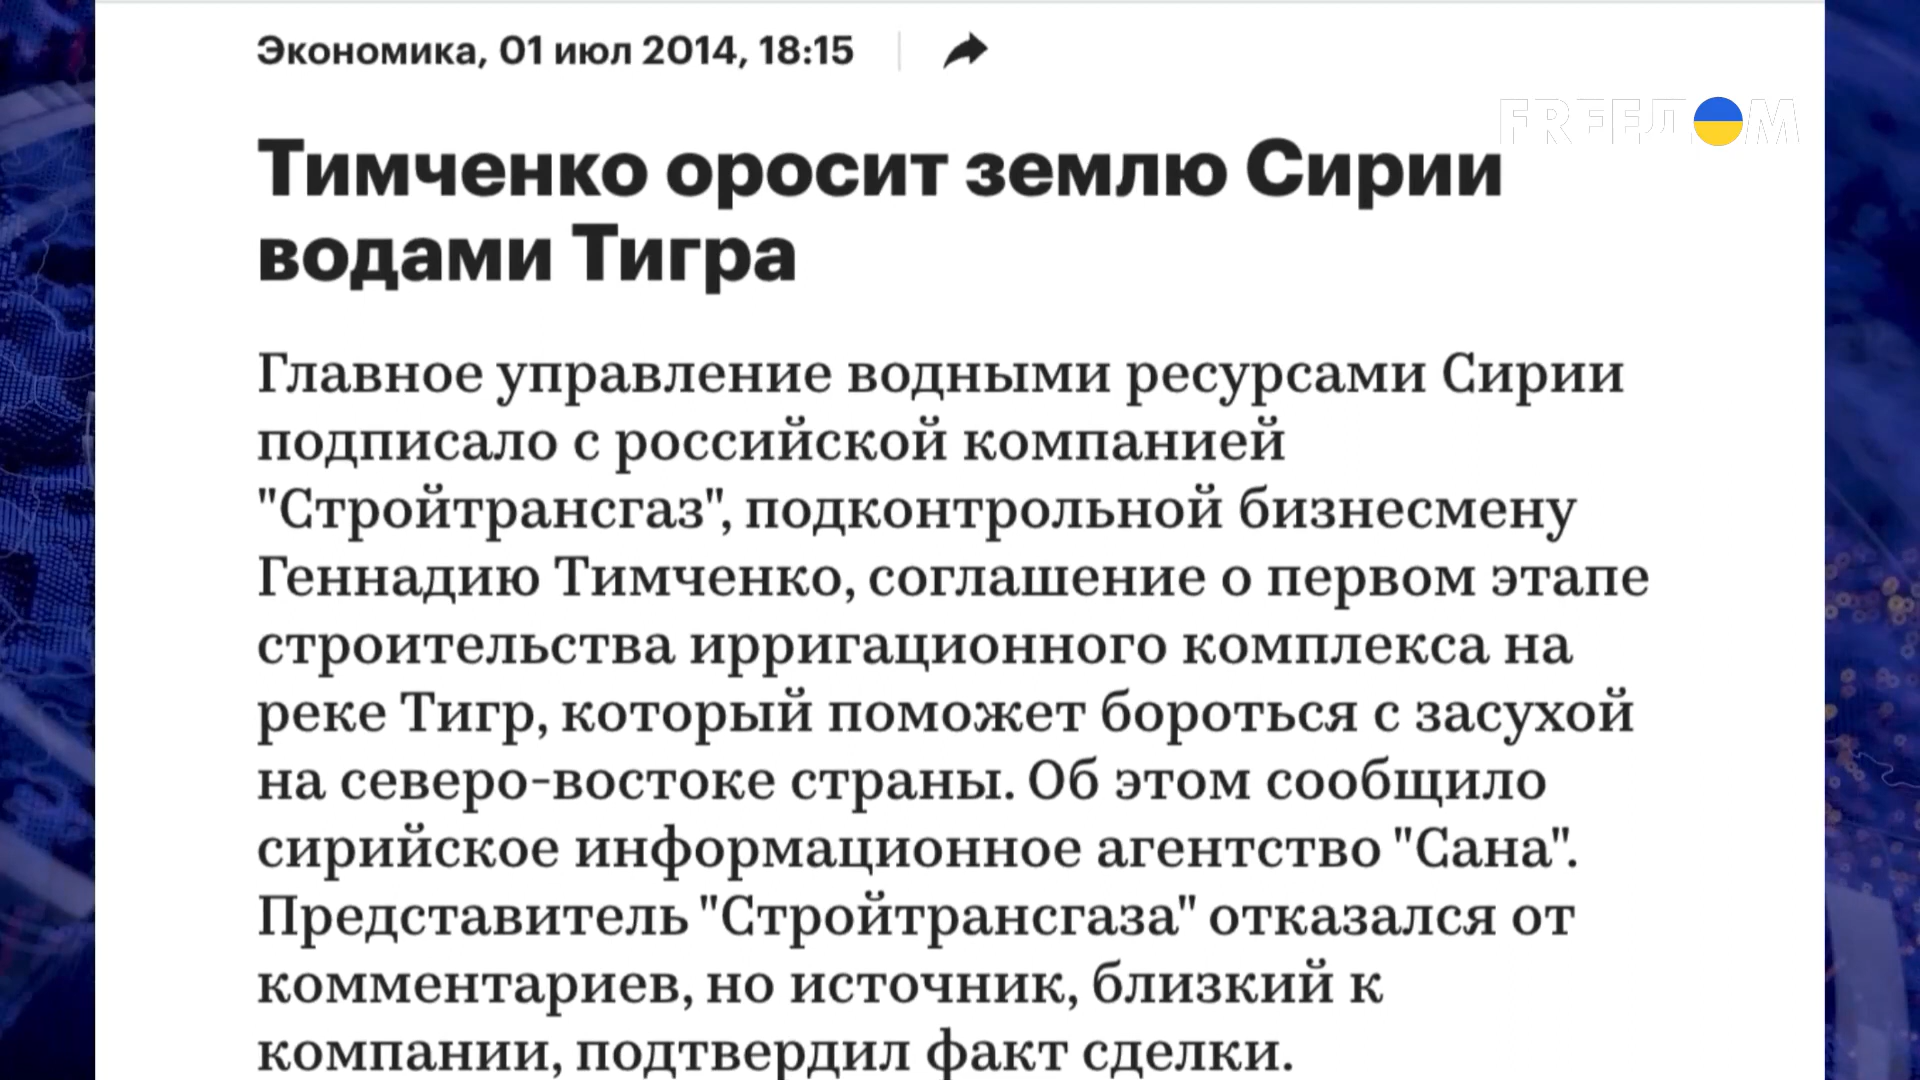 Экономика, 01 июл 2014, 18:15
FREEДOM
Тимченко оросит землю Сирии
водами Тигра
Главное управление водными ресурсами Сирии
подписало с российской компанией
"Стройтрансгаз", подконтрольной бизнесмену
Геннадию Тимченко, соглашение о первом этапе
строительства ирригационного комплекса на
реке Тигр, который поможет бороться с засухой
на северо-востоке страны. Об этом сообщило
сирийское информационное агентство "Сана".
Представитель "Стройтрансгаза" отказался от
комментариев, но источник, близкий к
компании, подтвердил факт сделки.